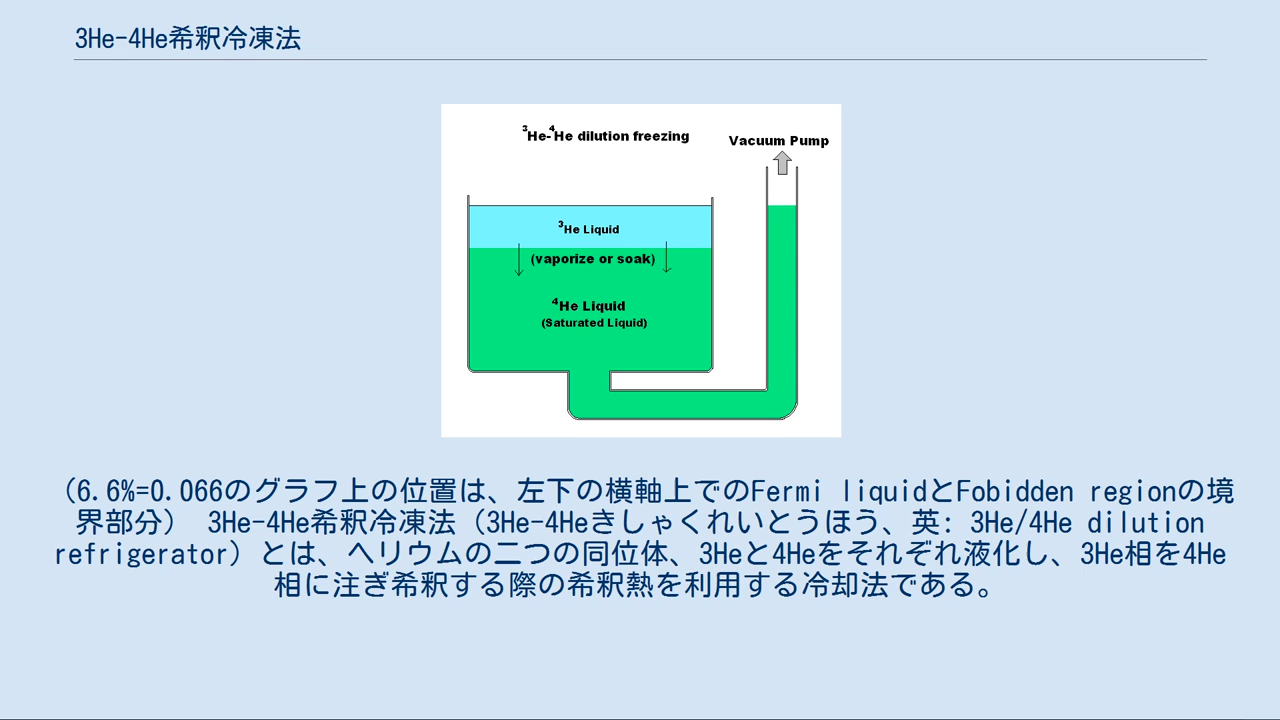 3He-4He希釈冷凍法
³He-⁴He dilution freezing
Vacuum Pump
³He Liquid
(vaporize or soak)
⁴He Liquid
(Saturated Liquid)
(6.6%=0.066のグラフ上の位置は、左下の横軸上でのFermi liquidとFobidden regionの境
界部分) 3He-4He希釈冷凍法（3He-4Heきしゃくれいとうほう、英: 3He/4He dilution
refrigerator）とは、ヘリウムの二つの同位体、3Heと4Heをそれぞれ液化し、3He相を4He
相に注ぎ希釈する際の希釈熱を利用する冷却法である。